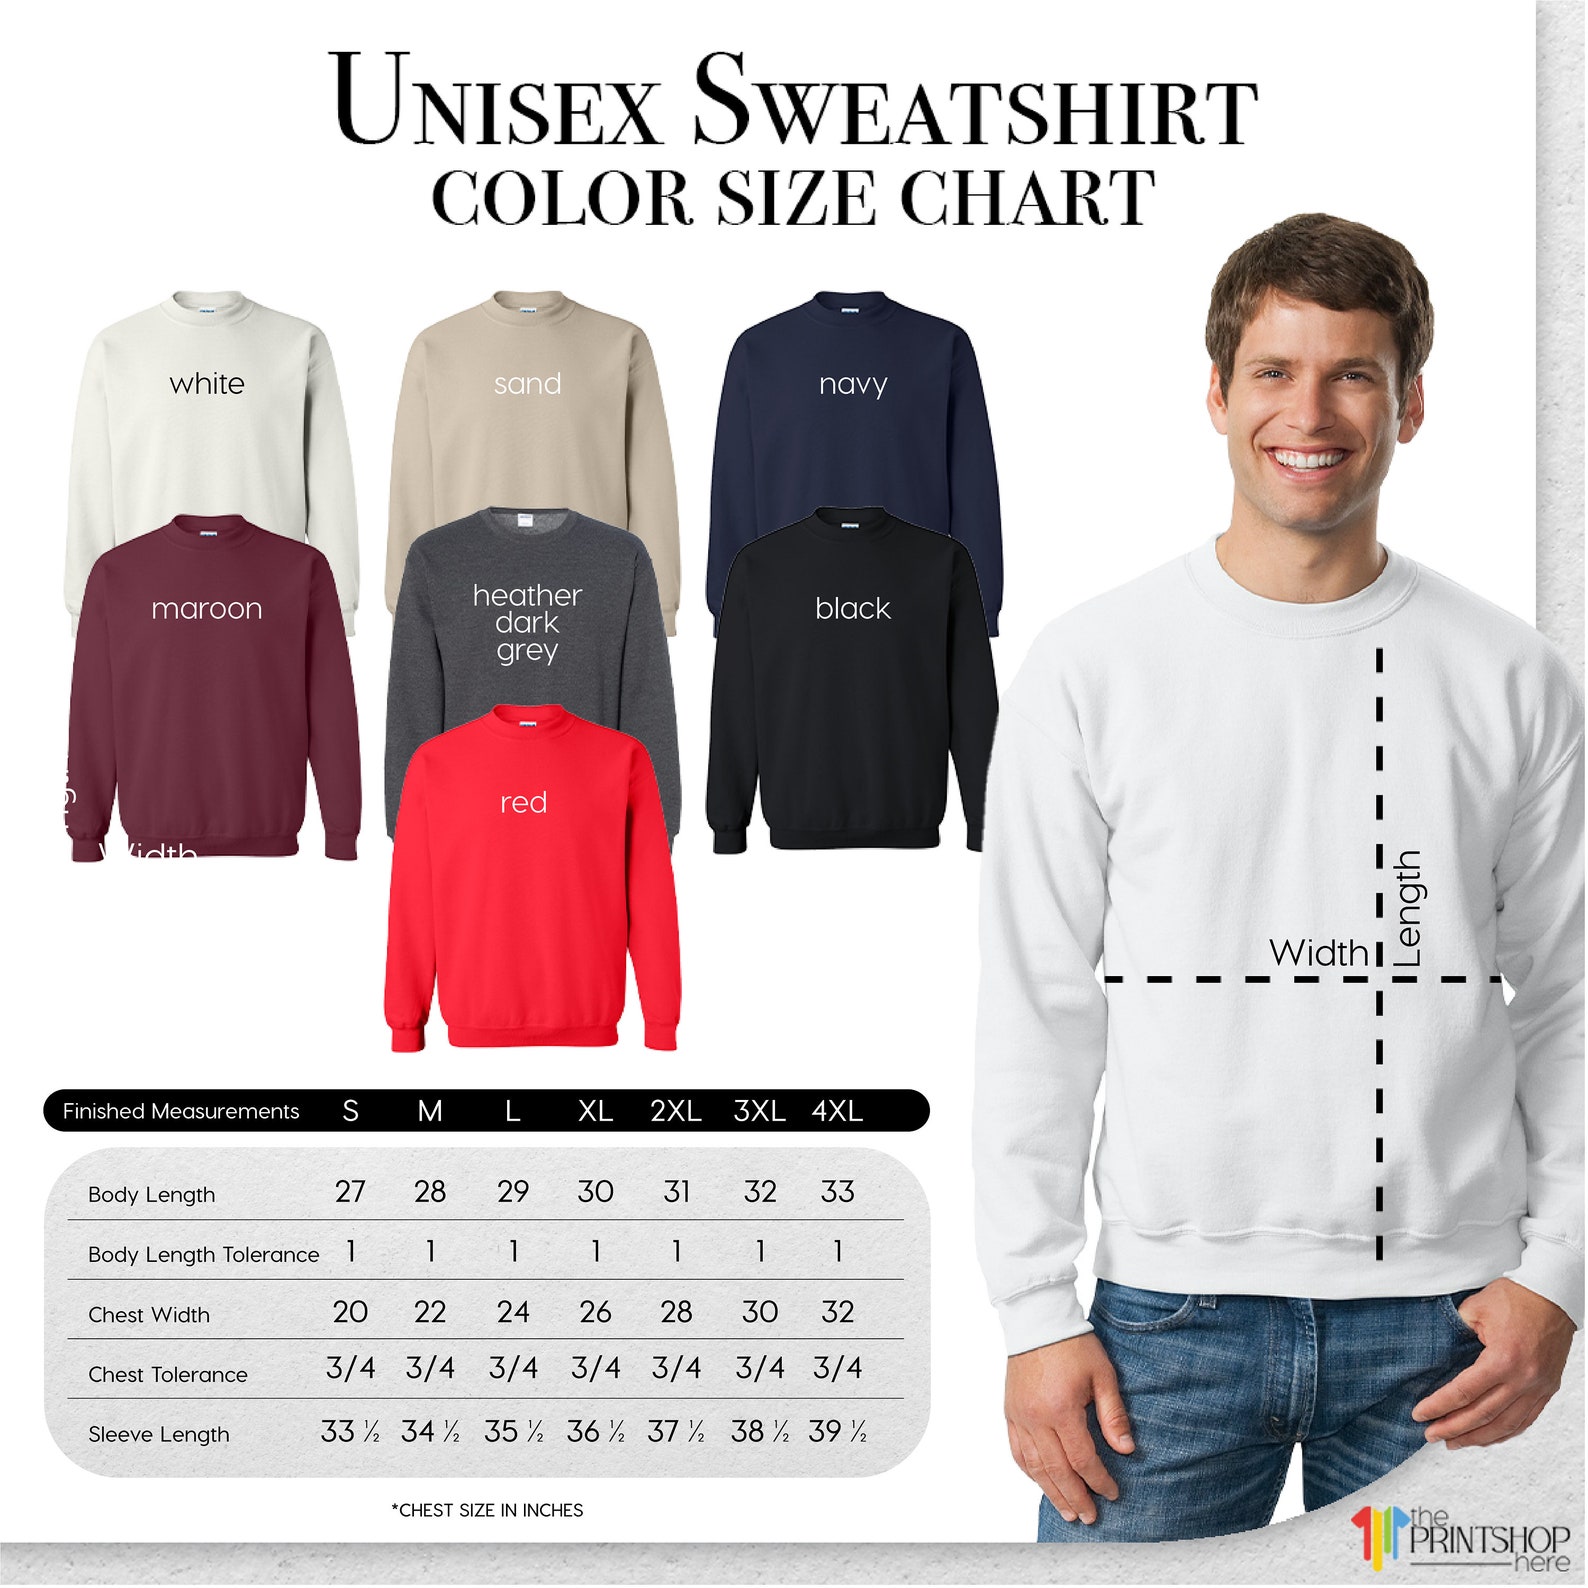 UNISEX SWEATSHIRT
COLOR SIZE CHART
white
sand
navy
maroon
heather
dark
grey
black
red
Width
Width
Length
Finished Measurements S M L XL 2XL 3XL 4XL
Body Length 27 28 29 30 31 32 33
Body Length Tolerance 1 1 1 1 1 1 1
Chest Width 20 22 24 26 28 30 32
Chest Tolerance 3/4 3/4 3/4 3/4 3/4 3/4 3/4
Sleeve Length 33 ½ 34 ½ 35 ½ 36 ½ 37 ½ 38 ½ 39 ½
*CHEST SIZE IN INCHES
the
PRINTSHOP
here